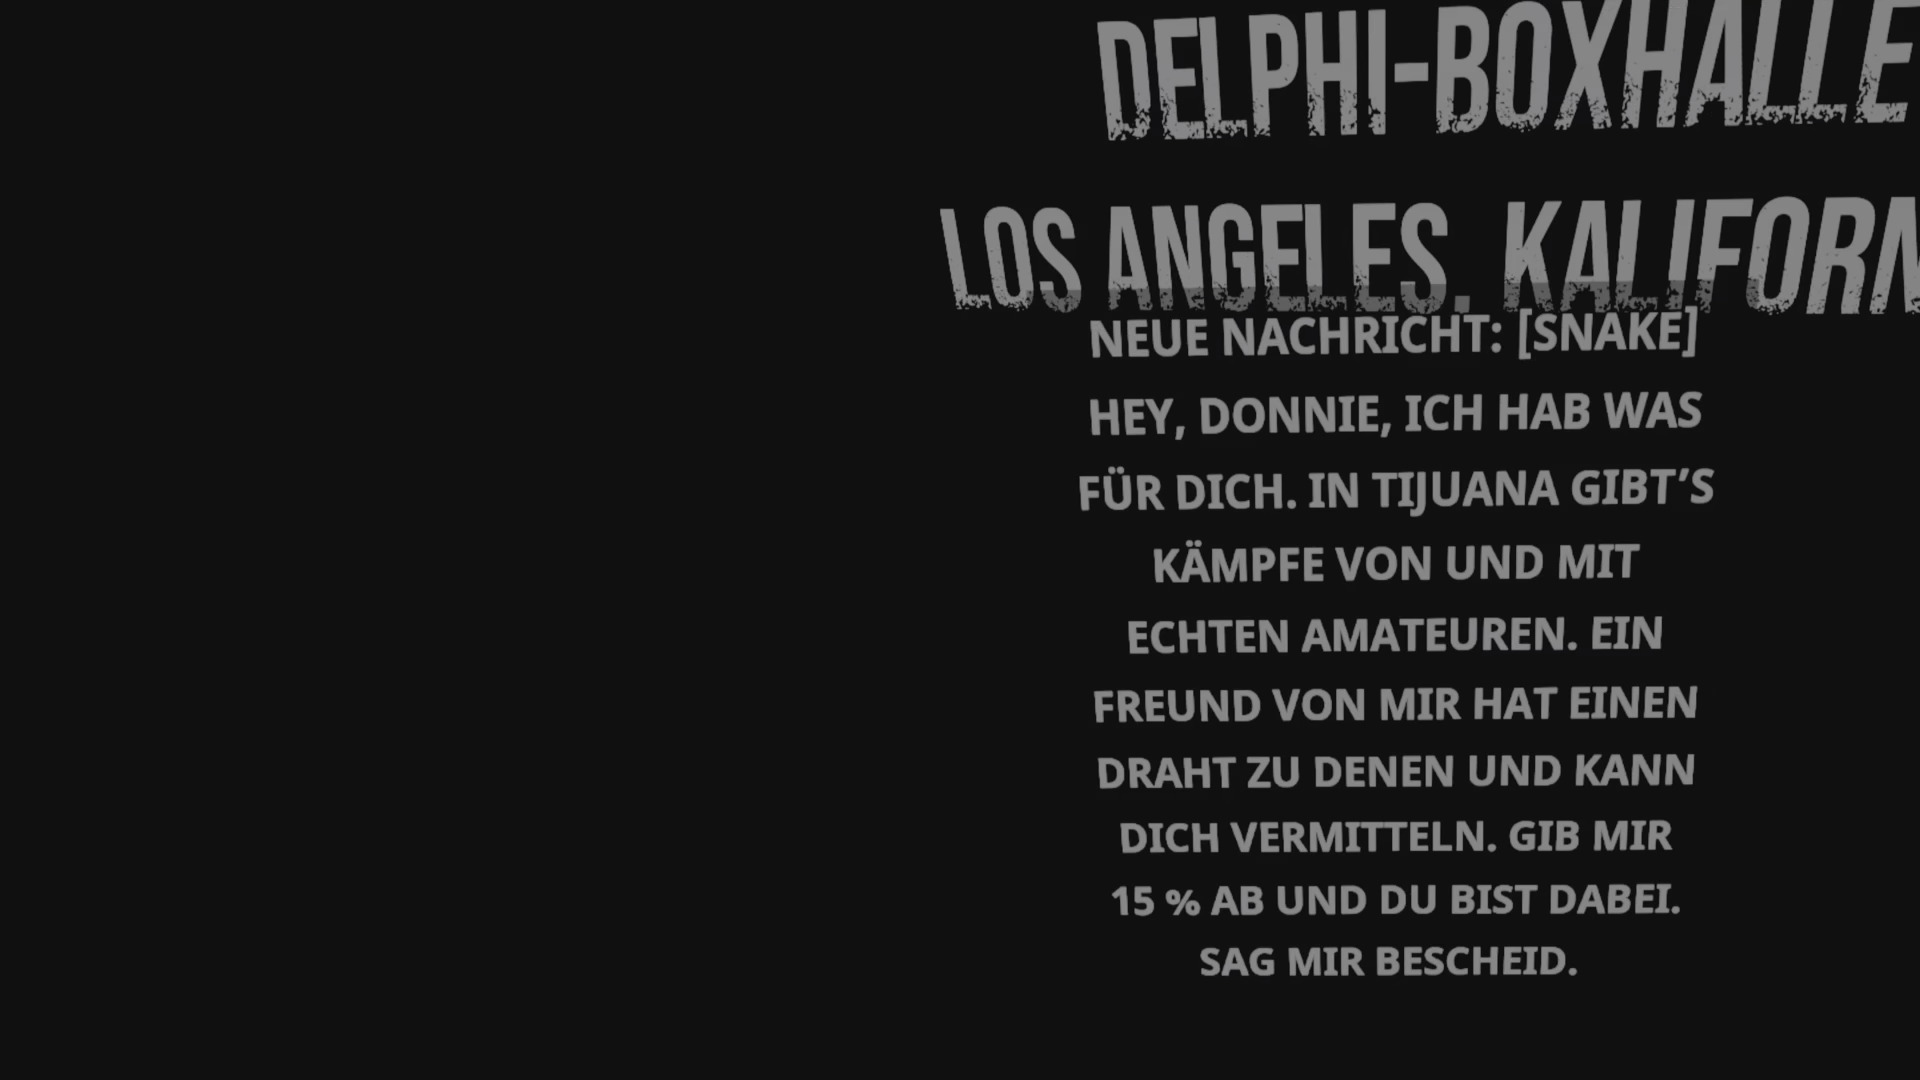 DELPHI-BOXHALLE
LOS ANGELES, KALIFORN
NEUE NACHRICHT: [SNAKE]
HEY, DONNIE, ICH HAB WAS
FÜR DICH. IN TIJUANA GIBT’S
KÄMPFE VON UND MIT
ECHTEN AMATEUREN. EIN
FREUND VON MIR HAT EINEN
DRAHT ZU DENEN UND KANN
DICH VERMITTELN. GIB MIR
15 % AB UND DU BIST DABEI.
SAG MIR BESCHEID.